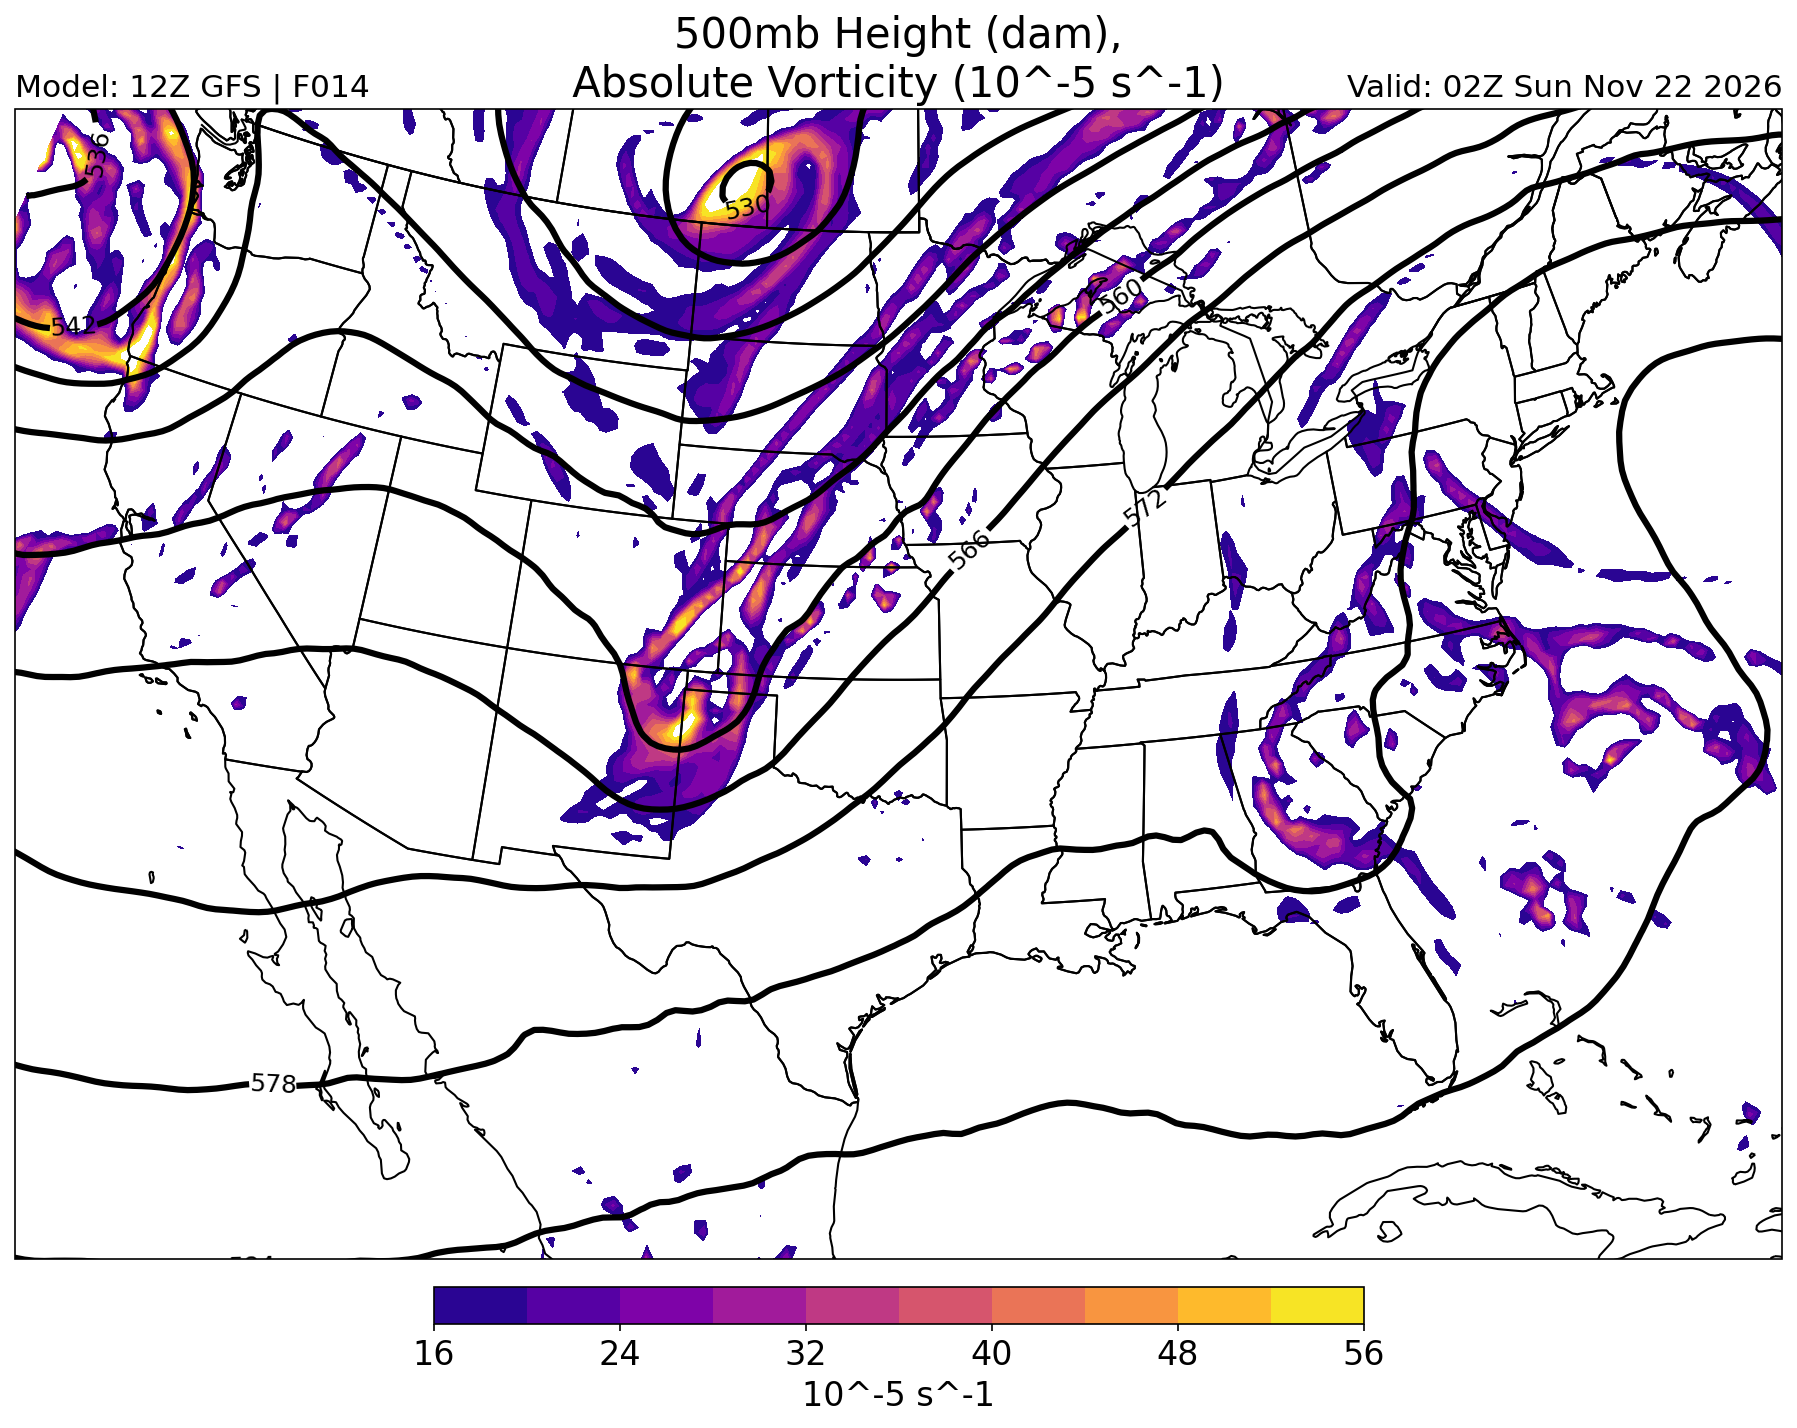 500mb Height (dam),
Absolute Vorticity (10^-5 s^-1)
Model: 12Z GFS | F014
Valid: 02Z Sun Nov 22 2026
536
530
542
560
572
566
578
16 24 32 40 48 56
10^-5 s^-1